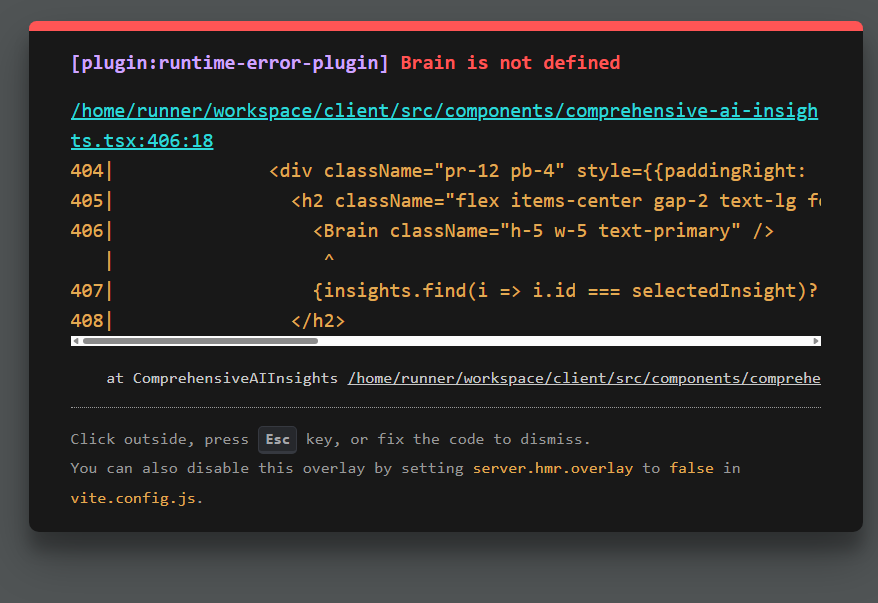 [plugin:runtime-error-plugin] Brain is not defined
/home/runner/workspace/client/src/components/comprehensive-ai-insigh
ts.tsx:406:18
404|              <div className="pr-12 pb-4" style={{paddingRight:
405|                <h2 className="flex items-center gap-2 text-lg fo
406|                  <Brain className="h-5 w-5 text-primary" />
   |                   ^
407|                  {insights.find(i => i.id === selectedInsight)?
408|                </h2>
at ComprehensiveAIInsights /home/runner/workspace/client/src/components/comprehe
Click outside, press Esc key, or fix the code to dismiss.
You can also disable this overlay by setting server.hmr.overlay to false in
vite.config.js.